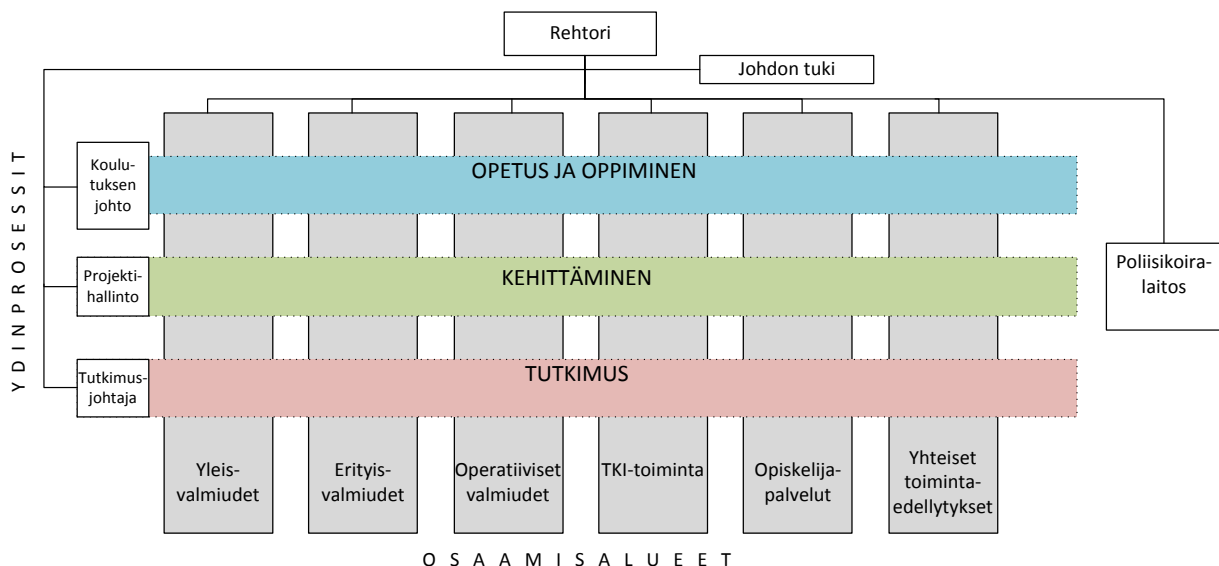 Rehtori
Johdon tuki
YDINPROSESSIT
Koulu-
tuksen
johto
OPETUS JA OPPIMINEN
Projekti-
hallinto
KEHITTÄMINEN
Poliisikoira-
laitos
Tutkimus-
johtaja
TUTKIMUS
Yleis-
valmiudet
Erityis-
valmiudet
Operatiiviset
valmiudet
TKI-toiminta
Opiskelija-
palvelut
Yhteiset
toiminta-
edellytykset
OSAAMISALUEET